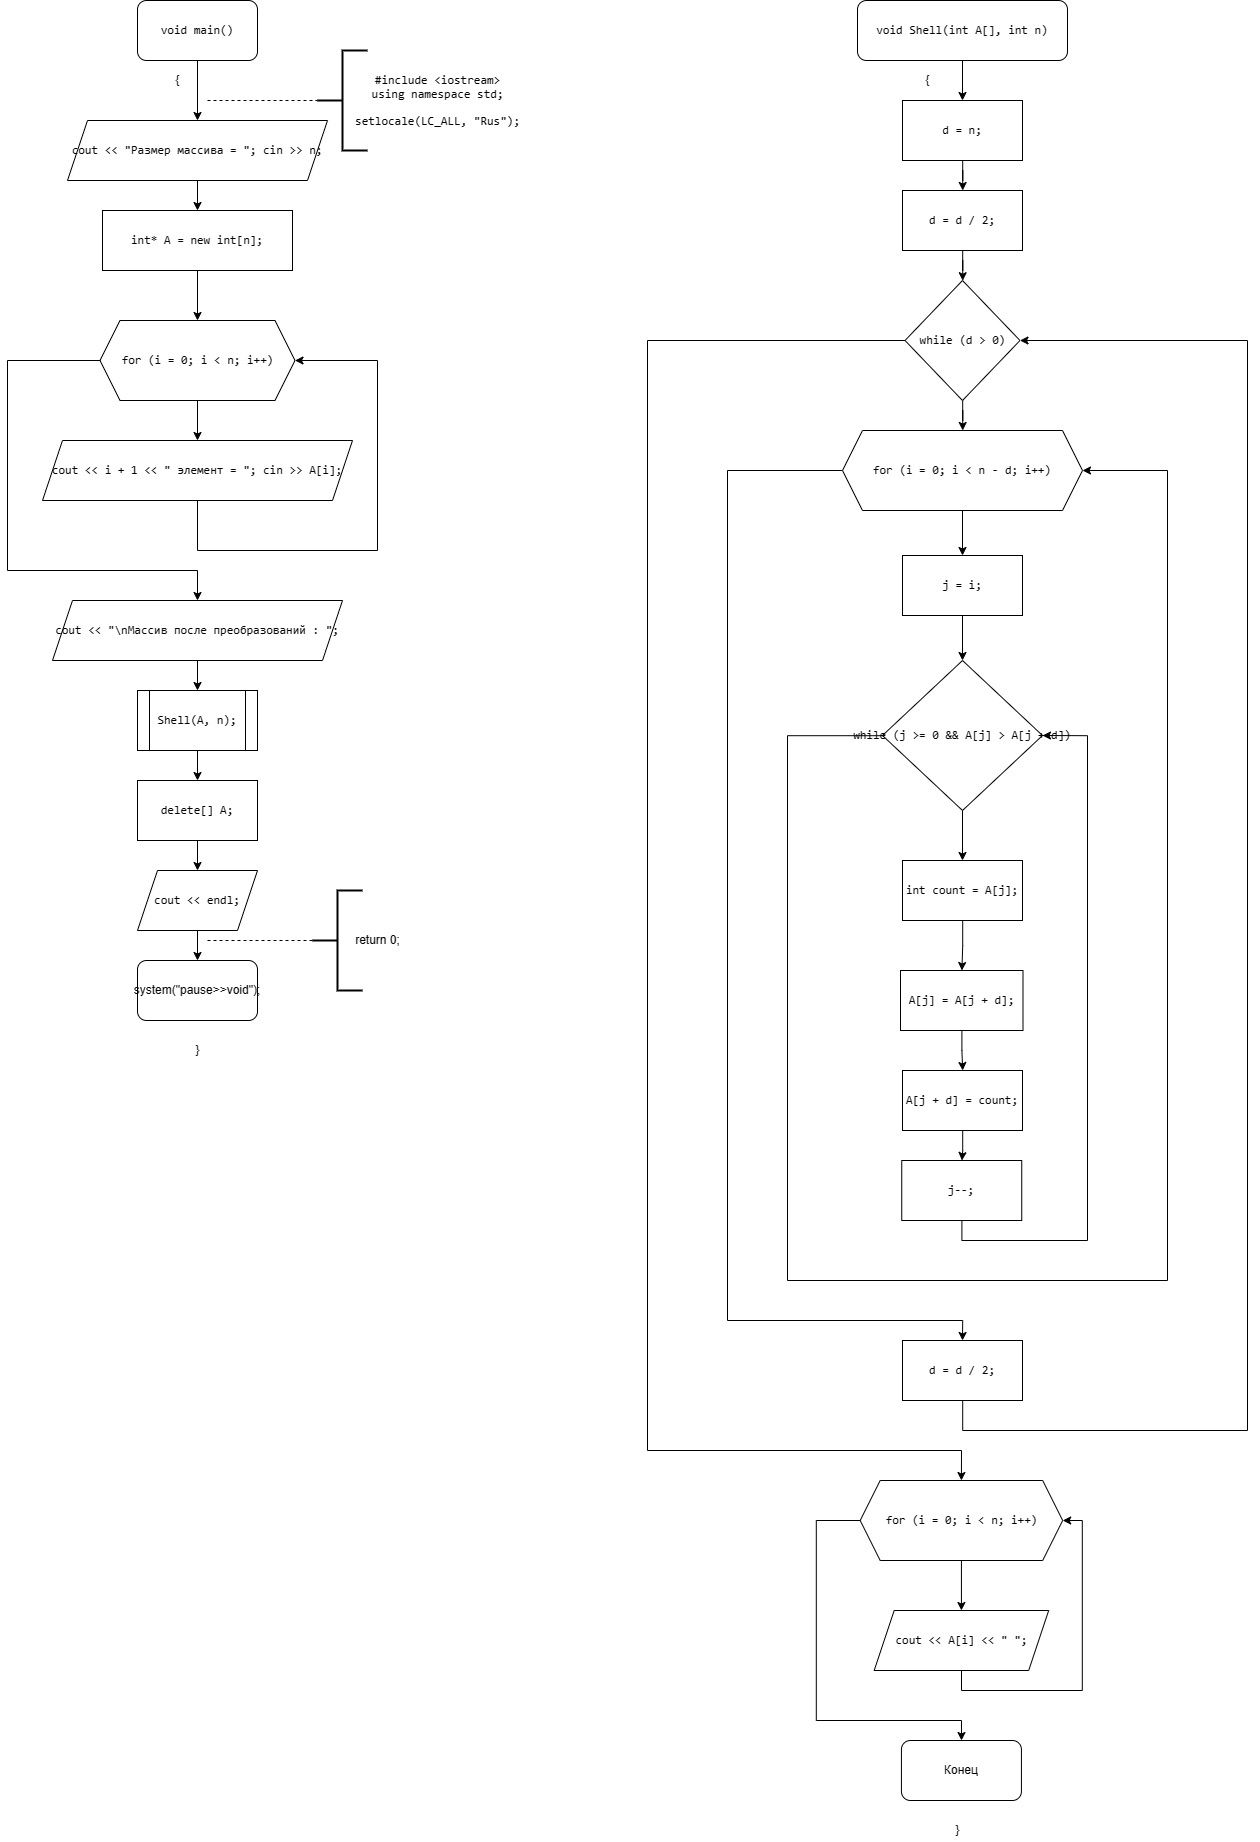 void main()
{
#include <iostream>
using namespace std;
setlocale(LC_ALL, "Rus");
cout << "Размер массива = "; cin >> n;
int* A = new int[n];
for (i = 0; i < n; i++)
cout << i + 1 << " элемент = "; cin >> A[i];
cout << "\nМассив после преобразований : ";
Shell(A, n);
delete[] A;
cout << endl;
return 0;
system("pause>>void");
}
void Shell(int A[], int n)
{
d = n;
d = d / 2;
while (d > 0)
for (i = 0; i < n - d; i++)
j = i;
while (j >= 0 && A[j] > A[j + d])
int count = A[j];
A[j] = A[j + d];
A[j + d] = count;
j--;
d = d / 2;
for (i = 0; i < n; i++)
cout << A[i] << " ";
Конец
}